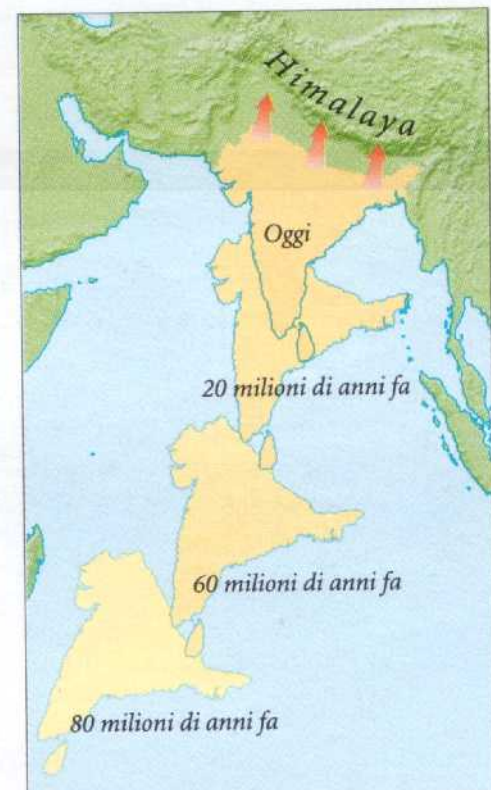 Himalaya
Oggi
20 milioni di anni fa
60 milioni di anni fa
80 milioni di anni fa